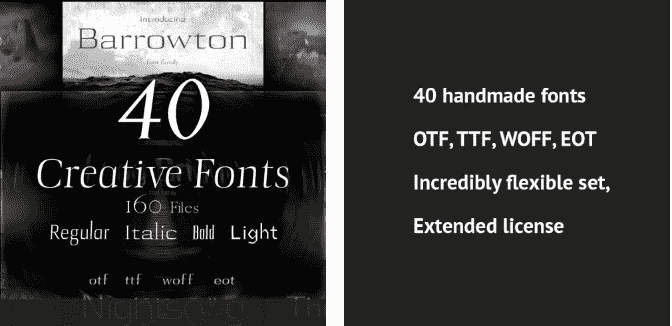 Introducing
Barrowton
font family
40
Creative Fonts
160 Files
Regular Italic Bold Light
otf ttf woff eot
40 handmade fonts
OTF, TTF, WOFF, EOT
Incredibly flexible set,
Extended license